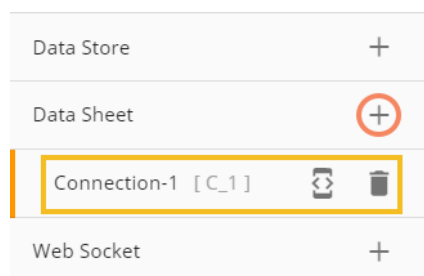 Data Store
Data Sheet
Connection-1 [ C_1 ]
Web Socket